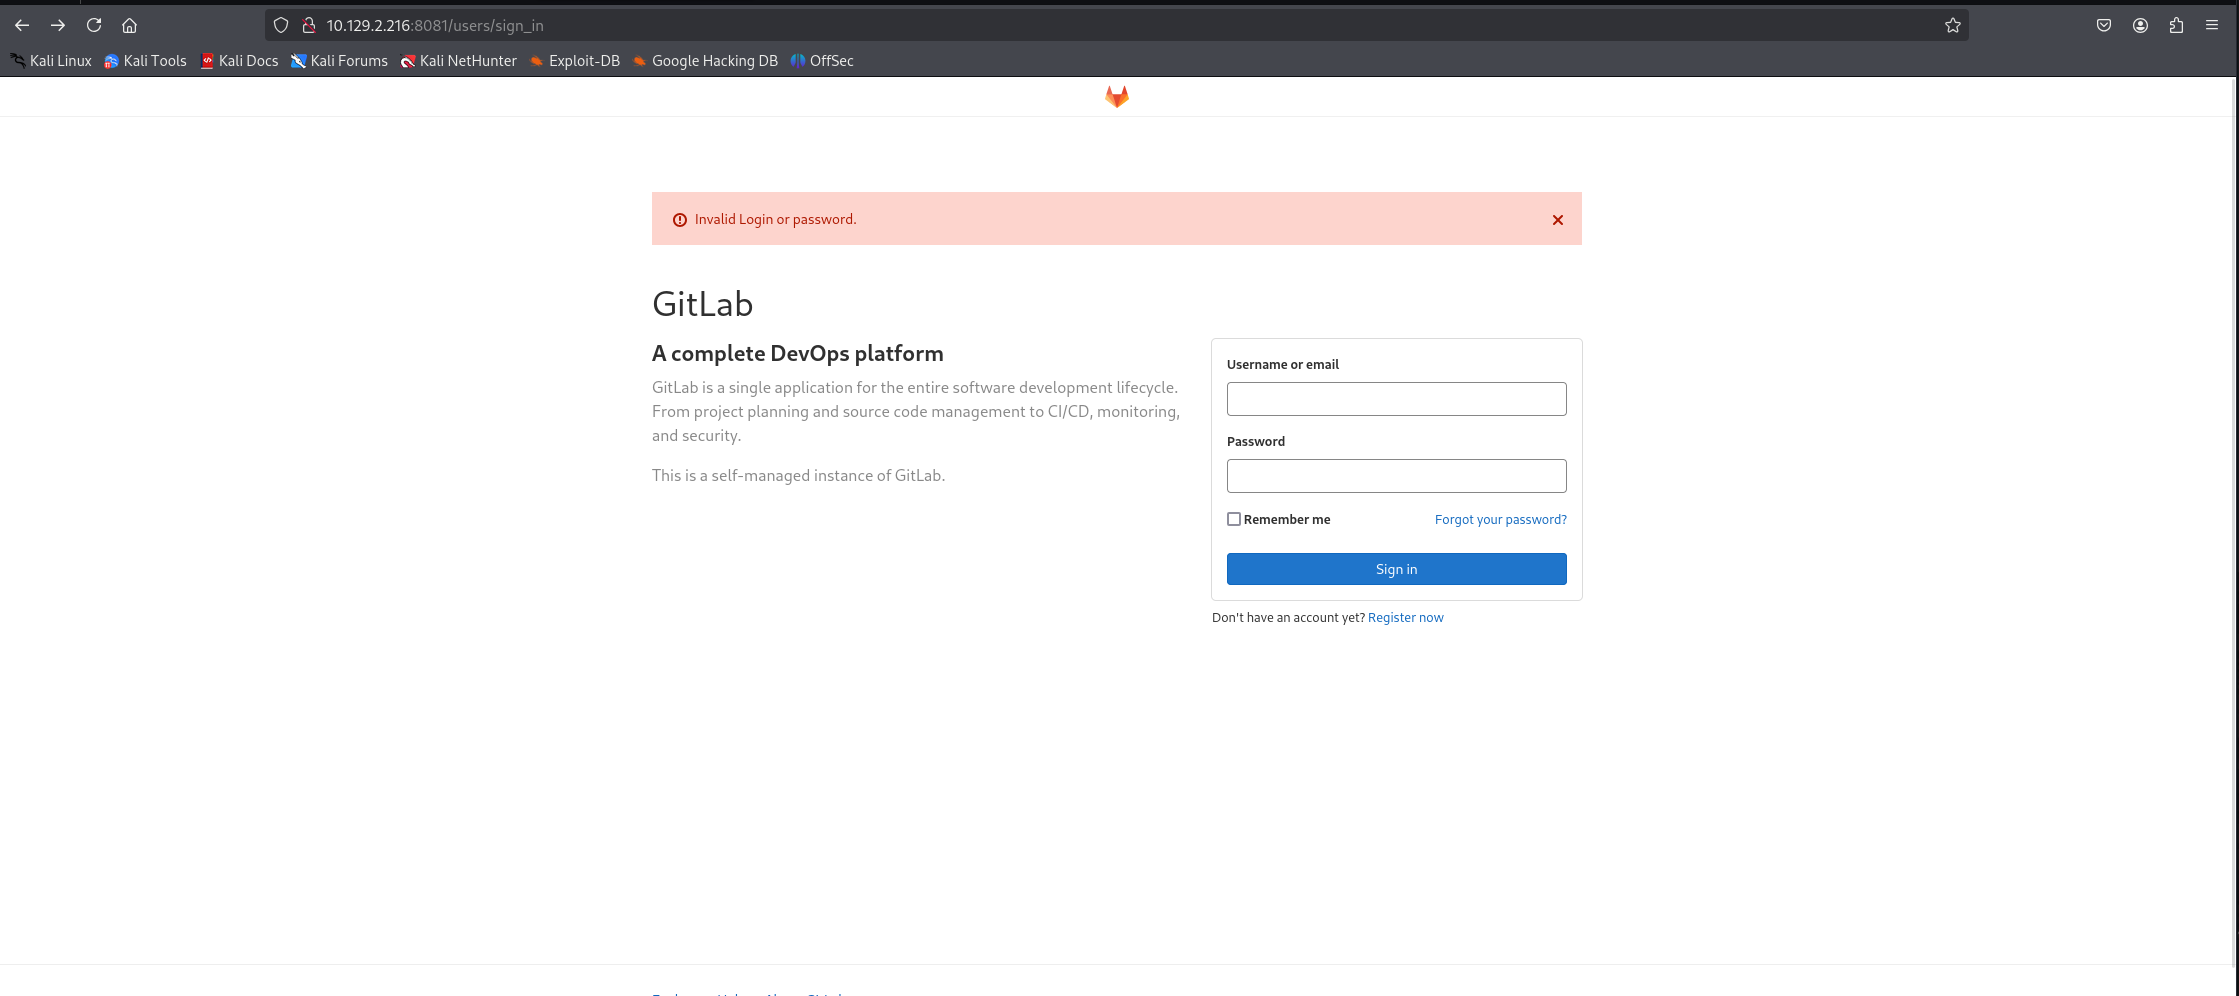 10.129.2.216:8081/users/sign_in
Kali Linux Kali Tools Kali Docs Kali Forums Kali NetHunter Exploit-DB Google Hacking DB OffSec
Invalid Login or password.
GitLab
A complete DevOps platform
GitLab is a single application for the entire software development lifecycle.
From project planning and source code management to CI/CD, monitoring,
and security.
This is a self-managed instance of GitLab.
Username or email
Password
Remember me Forgot your password?
Sign in
Don't have an account yet? Register now